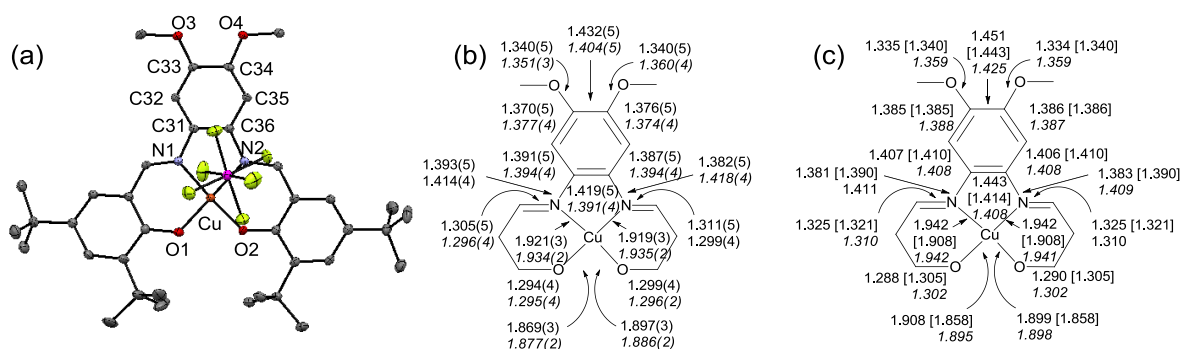 (a)
O3 O4
C33 C34
C32 C35
C31 C36
N1 N2
Cu
O1 O2
(b)
1.432(5)
1.404(5)
1.340(5) 1.340(5)
1.351(3) 1.360(4)
O O
1.370(5) 1.376(5)
1.377(4) 1.374(4)
1.391(5) 1.387(5)
1.394(4) 1.394(4)
1.393(5) 1.382(5)
1.414(4) 1.418(4)
1.419(5)
1.391(4)
N N
1.305(5) 1.311(5)
1.296(4) 1.299(4)
Cu
1.921(3) 1.919(3)
1.934(2) 1.935(2)
O O
1.294(4) 1.299(4)
1.295(4) 1.296(2)
1.869(3) 1.897(3)
1.877(2) 1.886(2)
(c)
1.451
[1.443]
1.425
1.335 [1.340] 1.334 [1.340]
1.359 1.359
O O
1.385 [1.385] 1.386 [1.386]
1.388 1.387
1.407 [1.410] 1.406 [1.410]
1.408 1.408
1.381 [1.390] 1.383 [1.390]
1.411 1.409
1.443
[1.414]
1.408
N N
1.325 [1.321] 1.325 [1.321]
1.310 1.310
1.942 1.942
[1.908] [1.908]
1.942 1.941
Cu
O O
1.288 [1.305] 1.290 [1.305]
1.302 1.302
1.908 [1.858] 1.899 [1.858]
1.895 1.898